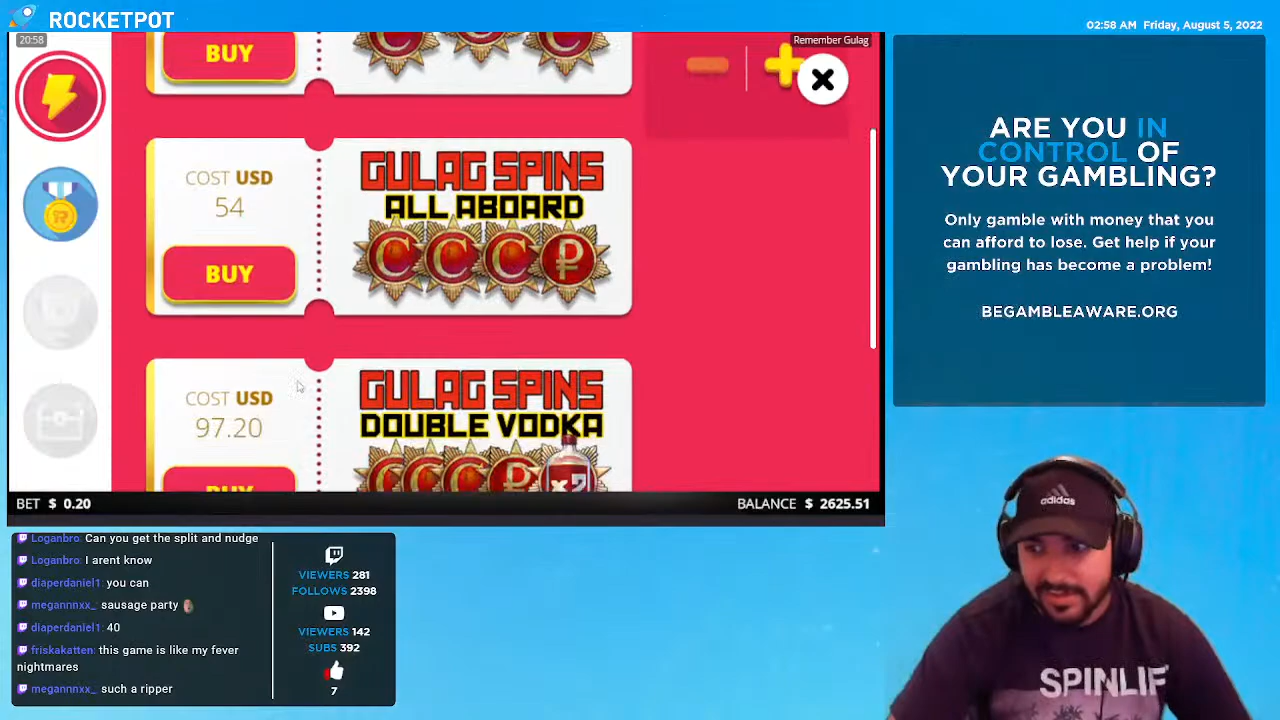 ROCKETPOT
02:58 AM Friday, August 5, 2022
20:58
Remember Gulag
BUY
COST USD
54
BUY
GULAG SPINS
ALL ABOARD
C C C ₽
COST USD
97.20
BUY
GULAG SPINS
DOUBLE VODKA
C C C ₽ x2
BET $ 0.20
BALANCE $ 2625.51
ARE YOU IN
CONTROL OF
YOUR GAMBLING?
Only gamble with money that you
can afford to lose. Get help if your
gambling has become a problem!
BEGAMBLEAWARE.ORG
Loganbro: Can you get the split and nudge
Loganbro: I arent know
diaperdaniel1: you can
megannnxx_: sausage party
diaperdaniel1: 40
friskakatten: this game is like my fever
nightmares
megannnxx_: such a ripper
VIEWERS 281
FOLLOWS 2398
VIEWERS 142
SUBS 392
7
adidas
SPINLIF